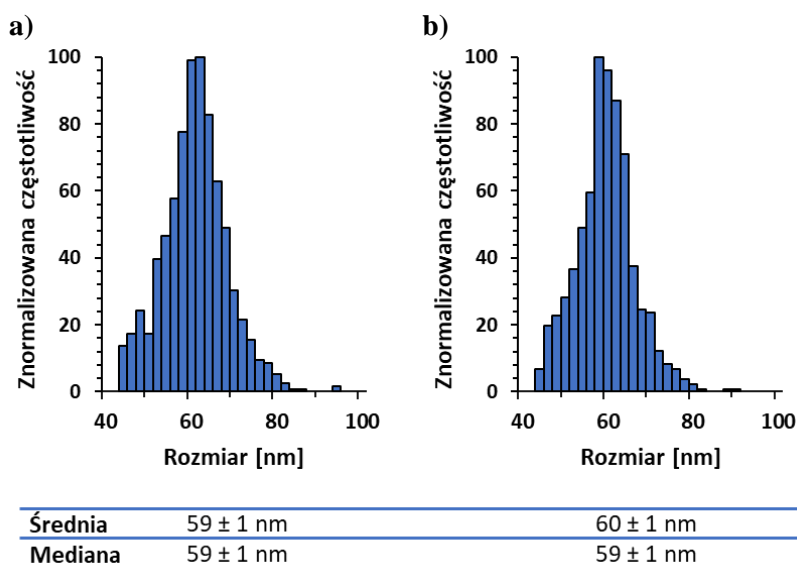 a)
b)
Znormalizowana częstotliwość
100
80
60
40
20
0
40 60 80 100
Rozmiar [nm]
Znormalizowana częstotliwość
100
80
60
40
20
0
40 60 80 100
Rozmiar [nm]
Średnia 59 ± 1 nm 60 ± 1 nm
Mediana 59 ± 1 nm 59 ± 1 nm